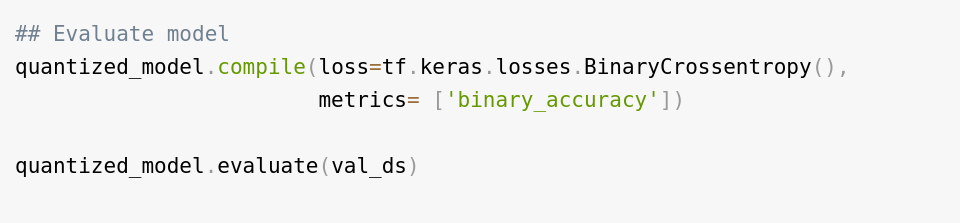 ## Evaluate model
quantized_model.compile(loss=tf.keras.losses.BinaryCrossentropy(),
                        metrics= ['binary_accuracy'])
quantized_model.evaluate(val_ds)